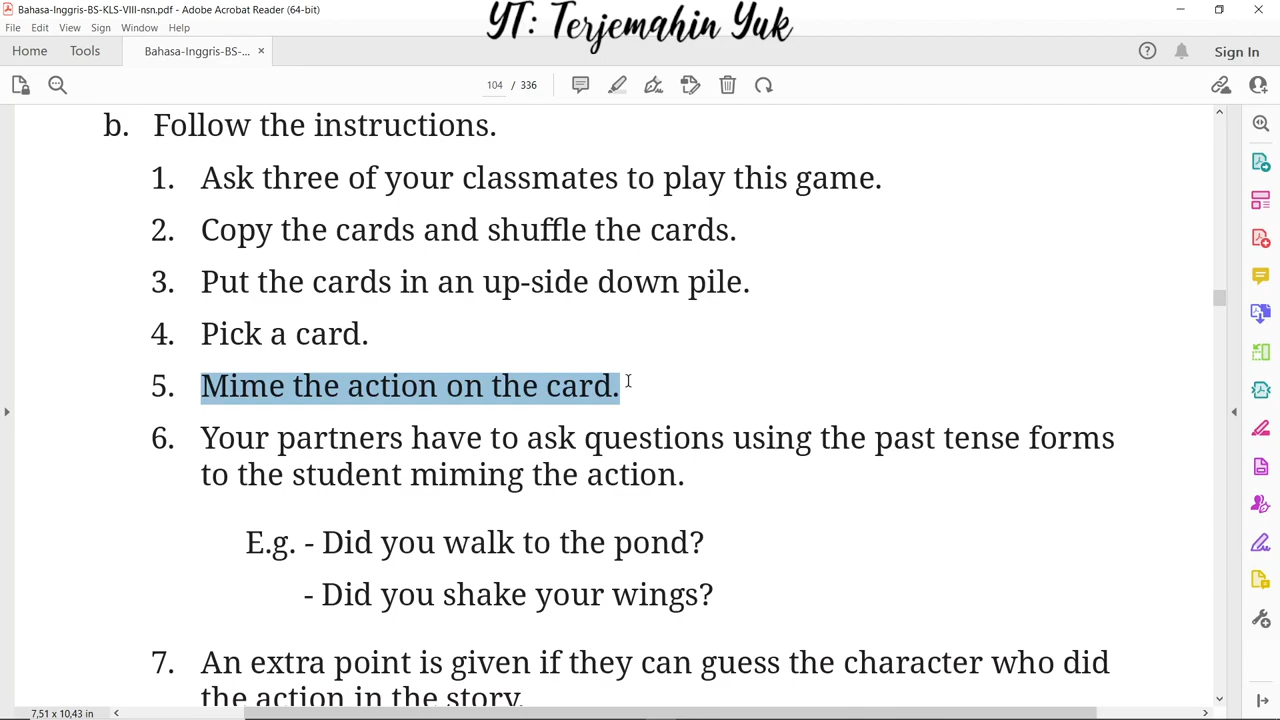 Bahasa-Inggris-BS-KLS-VIII-nsn.pdf - Adobe Acrobat Reader (64-bit)
YT: Terjemahin Yuk
File Edit View Sign Window Help
Home Tools Bahasa-Inggris-BS-... × Sign In
104 / 336
b. Follow the instructions.
1. Ask three of your classmates to play this game.
2. Copy the cards and shuffle the cards.
3. Put the cards in an up-side down pile.
4. Pick a card.
5. Mime the action on the card.
6. Your partners have to ask questions using the past tense forms
to the student miming the action.
E.g. - Did you walk to the pond?
- Did you shake your wings?
7. An extra point is given if they can guess the character who did
the action in the story.
7,51 x 10,43 in